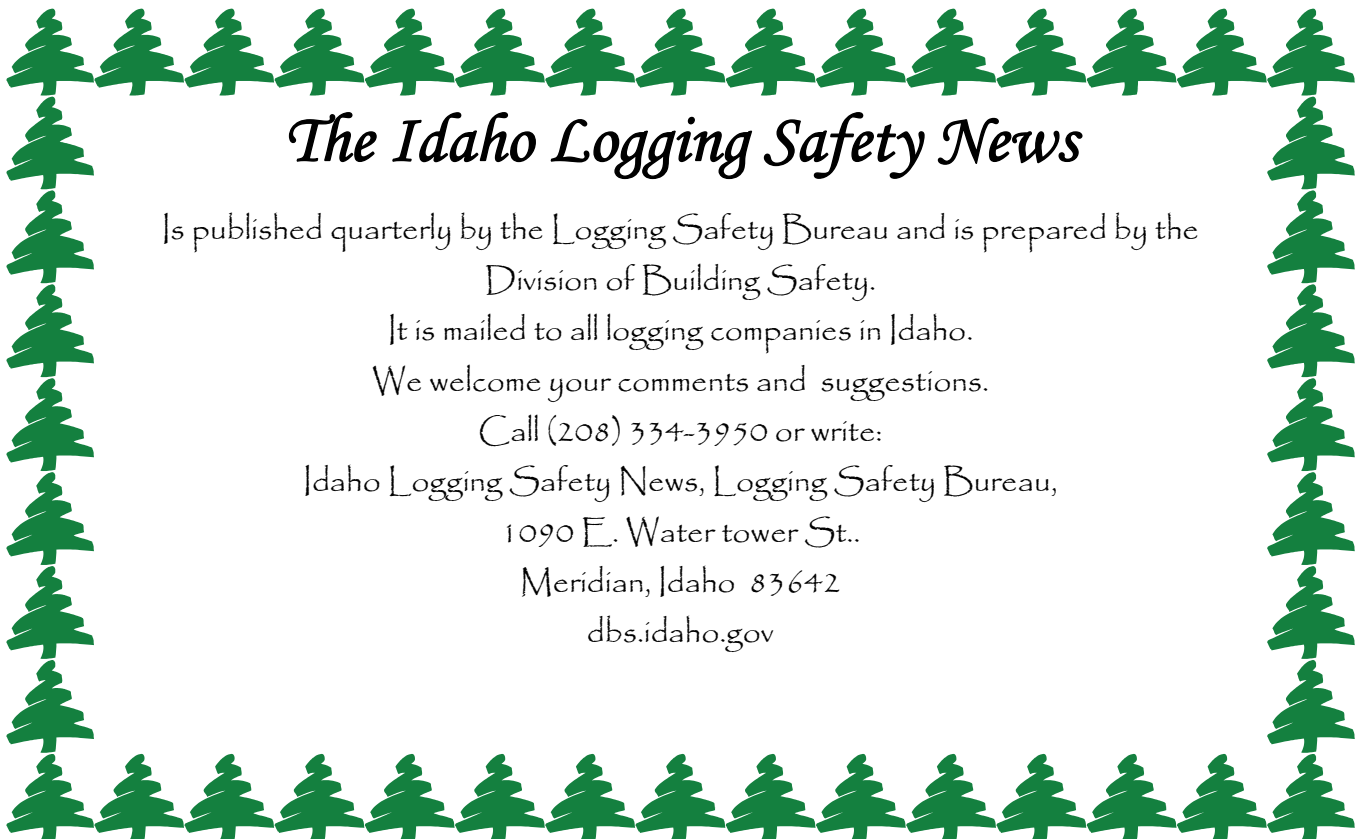 The Idaho Logging Safety News
Is published quarterly by the Logging Safety Bureau and is prepared by the
Division of Building Safety.
It is mailed to all logging companies in Idaho.
We welcome your comments and  suggestions.
Call (208) 334-3950 or write:
Idaho Logging Safety News, Logging Safety Bureau,
1090 E. Water tower St..
Meridian, Idaho  83642
dbs.idaho.gov